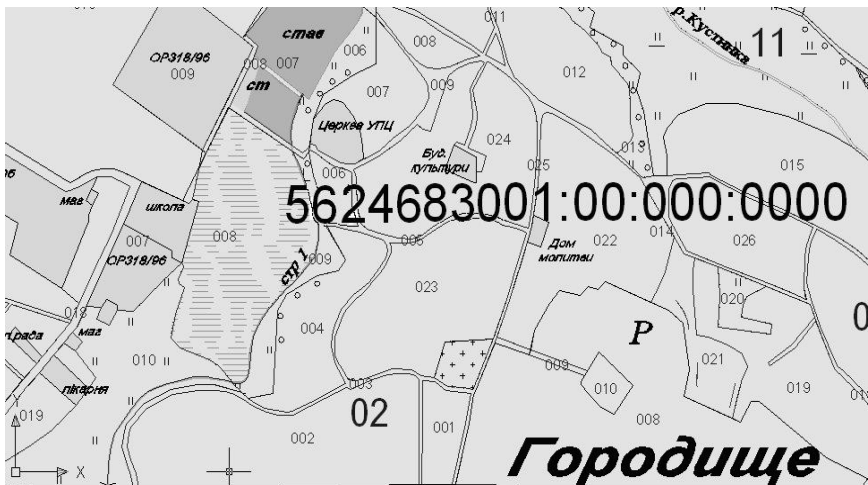 став
011
006
008
р.Кустинка
11
ОР318/96
009
008
007
ст
007
009
012
Церква УПЦ
024
Буд.
культури
013
025
015
маг
школа
006
5624683001:00:000:0000
007
008
005
014
026
022
Дом
молитви
ОР318/96
009
стр 1
023
020
018
004
Р
маг
010
009
021
пікарня
003
010
019
Y
019
02
002
001
008
X
Городище